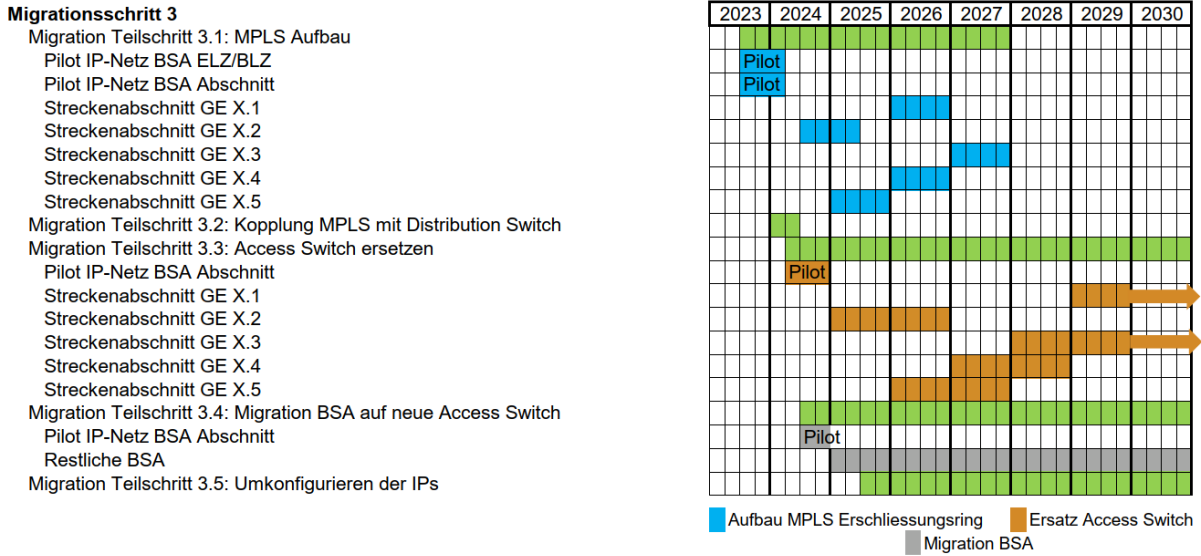 Migrationsschritt 3
2023 2024 2025 2026 2027 2028 2029 2030
Migration Teilschritt 3.1: MPLS Aufbau
Pilot IP-Netz BSA ELZ/BLZ Pilot
Pilot IP-Netz BSA Abschnitt Pilot
Streckenabschnitt GE X.1
Streckenabschnitt GE X.2
Streckenabschnitt GE X.3
Streckenabschnitt GE X.4
Streckenabschnitt GE X.5
Migration Teilschritt 3.2: Kopplung MPLS mit Distribution Switch
Migration Teilschritt 3.3: Access Switch ersetzen
Pilot IP-Netz BSA Abschnitt Pilot
Streckenabschnitt GE X.1
Streckenabschnitt GE X.2
Streckenabschnitt GE X.3
Streckenabschnitt GE X.4
Streckenabschnitt GE X.5
Migration Teilschritt 3.4: Migration BSA auf neue Access Switch
Pilot IP-Netz BSA Abschnitt Pilot
Restliche BSA
Migration Teilschritt 3.5: Umkonfigurieren der IPs
Aufbau MPLS Erschliessungsring Ersatz Access Switch
Migration BSA